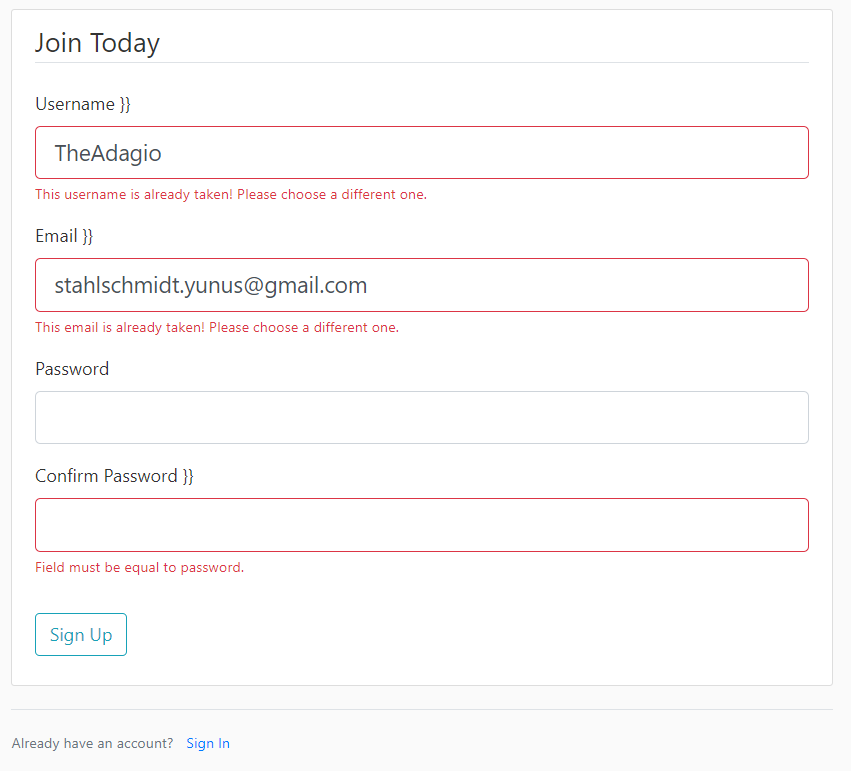 Join Today
Username }}
TheAdagio
This username is already taken! Please choose a different one.
Email }}
stahlschmidt.yunus@gmail.com
This email is already taken! Please choose a different one.
Password
Confirm Password }}
Field must be equal to password.
Sign Up
Already have an account? Sign In